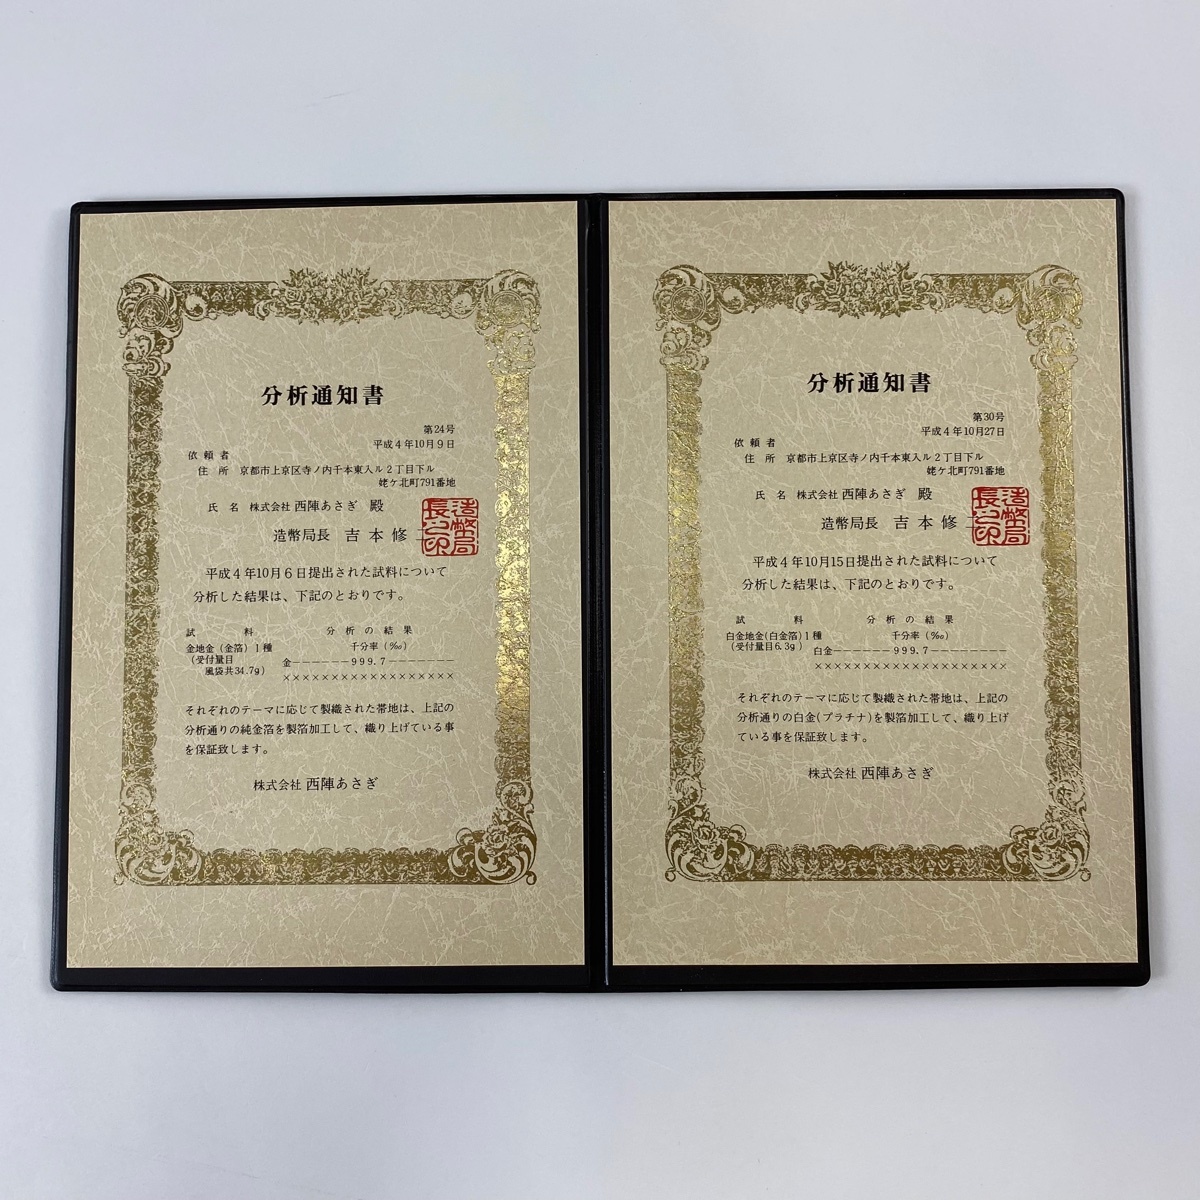 分析通知書
第24号
平成4年10月9日
依頼者
住所 京都市上京区寺ノ内千本東入ル2丁目下ル
姥ケ北町791番地
氏名 株式会社 西陣あさぎ 殿
造幣局長 吉本修二
造幣局長之印
平成4年10月6日提出された試料について
分析した結果は、下記のとおりです。
試料 分析の結果
金地金(金箔)1種 千分率(‰)
(受付量目 金------999.7-------
風袋共34.7g)
××××××××××××××××××
それぞれのテーマに応じて製織された帯地は、上記の
分析通りの純金箔を製箔加工して、織り上げている事
を保証致します。
株式会社 西陣あさぎ
分析通知書
第30号
平成4年10月27日
依頼者
住所 京都市上京区寺ノ内千本東入ル2丁目下ル
姥ケ北町791番地
氏名 株式会社 西陣あさぎ 殿
造幣局長 吉本修二
造幣局長之印
平成4年10月15日提出された試料について
分析した結果は、下記のとおりです。
試料 分析の結果
白金地金(白金箔)1種 千分率(‰)
(受付量目6.3g) 白金------999.7--------
××××××××××××××××××××
それぞれのテーマに応じて製織された帯地は、上記の
分析通りの白金(プラチナ)を製箔加工して、織り上げ
ている事を保証致します。
株式会社 西陣あさぎ